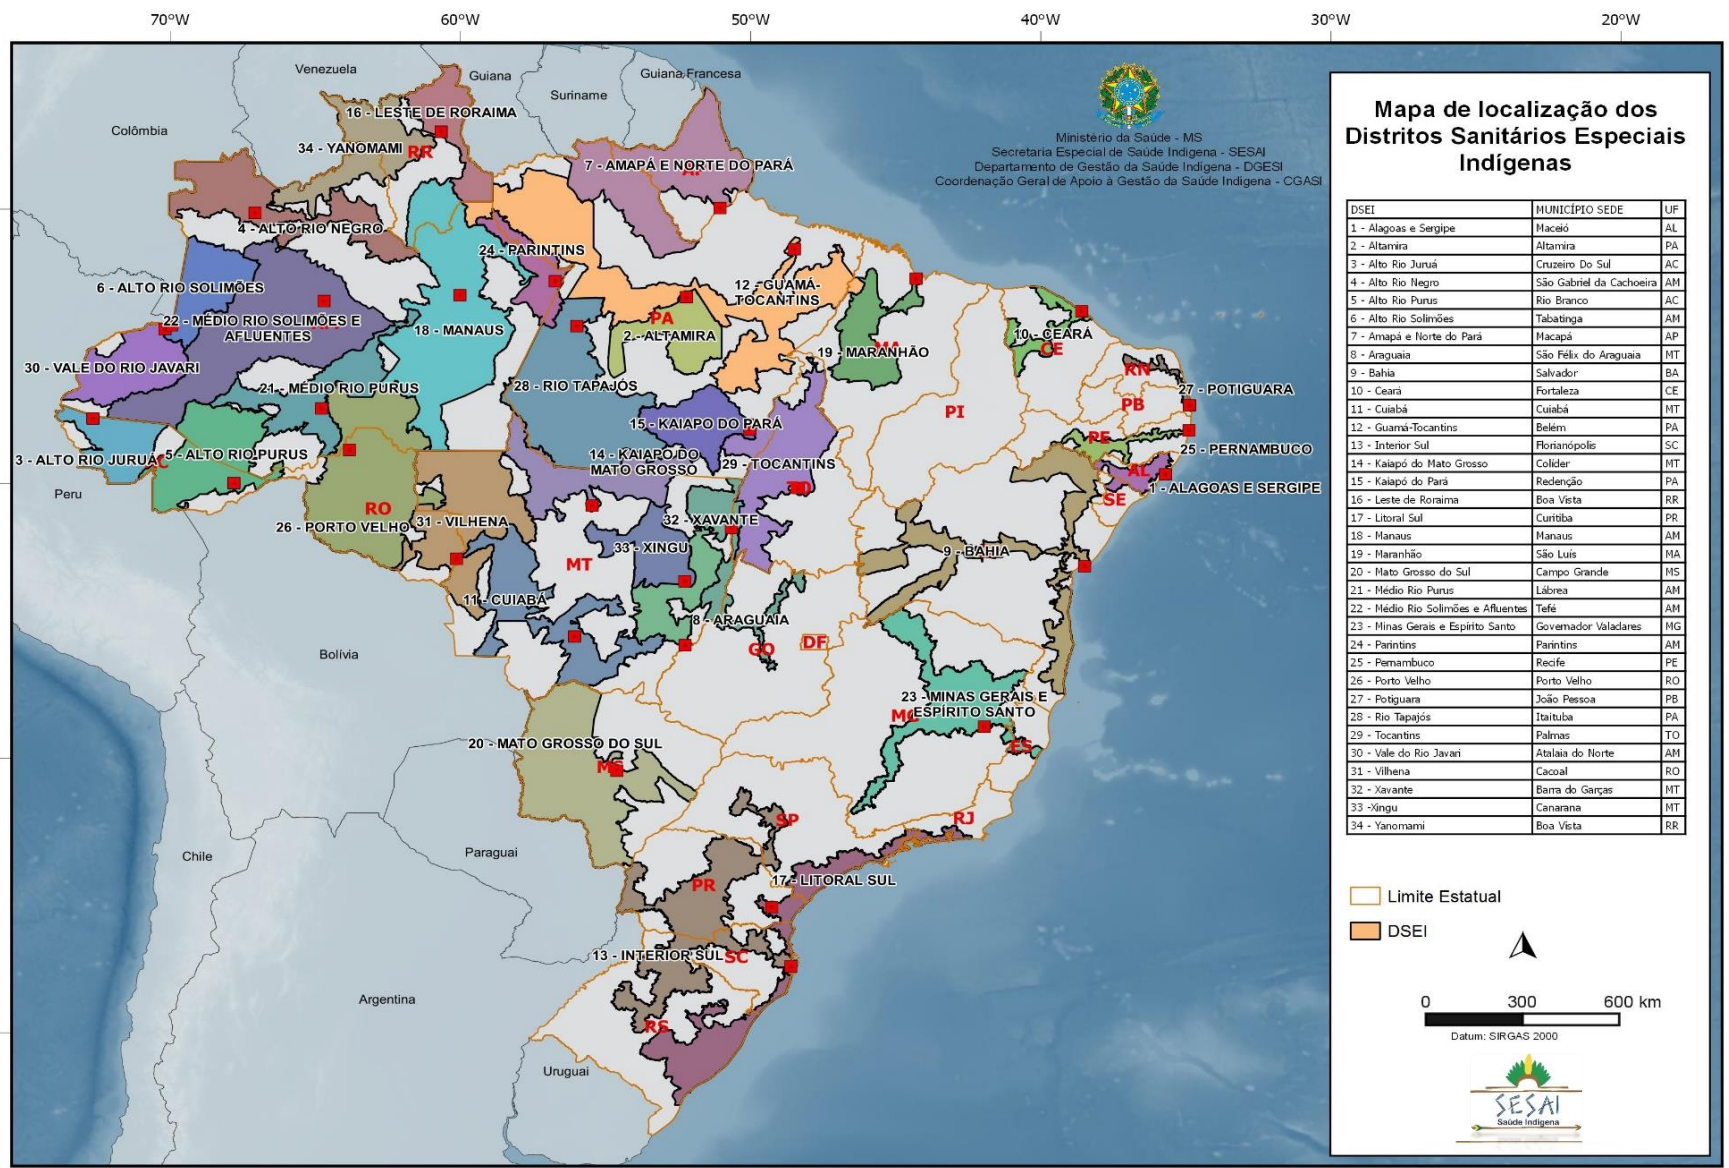 70°W 60°W 50°W 40°W 30°W 20°W
Venezuela
Guiana
Suriname
Guiana Francesa
Colômbia
Peru
Bolívia
Chile
Paraguai
Argentina
Uruguai
Ministério da Saúde - MS
Secretaria Especial de Saúde Indígena - SESAI
Departamento de Gestão da Saúde Indígena - DGESI
Coordenação Geral de Apoio à Gestão da Saúde Indígena - CGASI
16 - LESTE DE RORAIMA
34 - YANOMAMI
RR
7 - AMAPÁ E NORTE DO PARÁ
4 - ALTO RIO NEGRO
24 - PARINTINS
6 - ALTO RIO SOLIMÕES
12 - GUAMÁ-
TOCANTINS
22 - MÉDIO RIO SOLIMÕES E
AFLUENTES
18 - MANAUS
PA
2 - ALTAMIRA
10 - CEARÁ
CE
19 - MARANHÃO
30 - VALE DO RIO JAVARI
21 - MÉDIO RIO PURUS
28 - RIO TAPAJÓS
RN
27 - POTIGUARA
PB
PI
15 - KAIAPO DO PARÁ
PE
25 - PERNAMBUCO
3 - ALTO RIO JURUÁ
5 - ALTO RIO PURUS
14 - KAIAPÓ DO
MATO GROSSO
29 - TOCANTINS
TO
AL
1 - ALAGOAS E SERGIPE
SE
RO
26 - PORTO VELHO
31 - VILHENA
32 - XAVANTE
33 - XINGU
9 - BAHIA
MT
11 - CUIABÁ
8 - ARAGUAIA
GO
DF
23 - MINAS GERAIS E
ESPÍRITO SANTO
MG
ES
20 - MATO GROSSO DO SUL
MS
SP
RJ
PR
17 - LITORAL SUL
13 - INTERIOR SUL
SC
RS
Mapa de localização dos
Distritos Sanitários Especiais
Indígenas
DSEI MUNICÍPIO SEDE UF
1 - Alagoas e Sergipe Maceió AL
2 - Altamira Altamira PA
3 - Alto Rio Juruá Cruzeiro Do Sul AC
4 - Alto Rio Negro São Gabriel da Cachoeira AM
5 - Alto Rio Purus Rio Branco AC
6 - Alto Rio Solimões Tabatinga AM
7 - Amapá e Norte do Pará Macapá AP
8 - Araguaia São Félix do Araguaia MT
9 - Bahia Salvador BA
10 - Ceará Fortaleza CE
11 - Cuiabá Cuiabá MT
12 - Guamá-Tocantins Belém PA
13 - Interior Sul Florianópolis SC
14 - Kaiapó do Mato Grosso Colíder MT
15 - Kaiapó do Pará Redenção PA
16 - Leste de Roraima Boa Vista RR
17 - Litoral Sul Curitiba PR
18 - Manaus Manaus AM
19 - Maranhão São Luís MA
20 - Mato Grosso do Sul Campo Grande MS
21 - Médio Rio Purus Lábrea AM
22 - Médio Rio Solimões e Afluentes Tefé AM
23 - Minas Gerais e Espírito Santo Governador Valadares MG
24 - Parintins Parintins AM
25 - Pernambuco Recife PE
26 - Porto Velho Porto Velho RO
27 - Potiguara João Pessoa PB
28 - Rio Tapajós Itaituba PA
29 - Tocantins Palmas TO
30 - Vale do Rio Javari Atalaia do Norte AM
31 - Vilhena Cacoal RO
32 - Xavante Barra do Garças MT
33 -Xingu Canarana MT
34 - Yanomami Boa Vista RR
Limite Estatual
DSEI
0 300 600 km
Datum: SIRGAS 2000
SESAI
Saúde Indígena